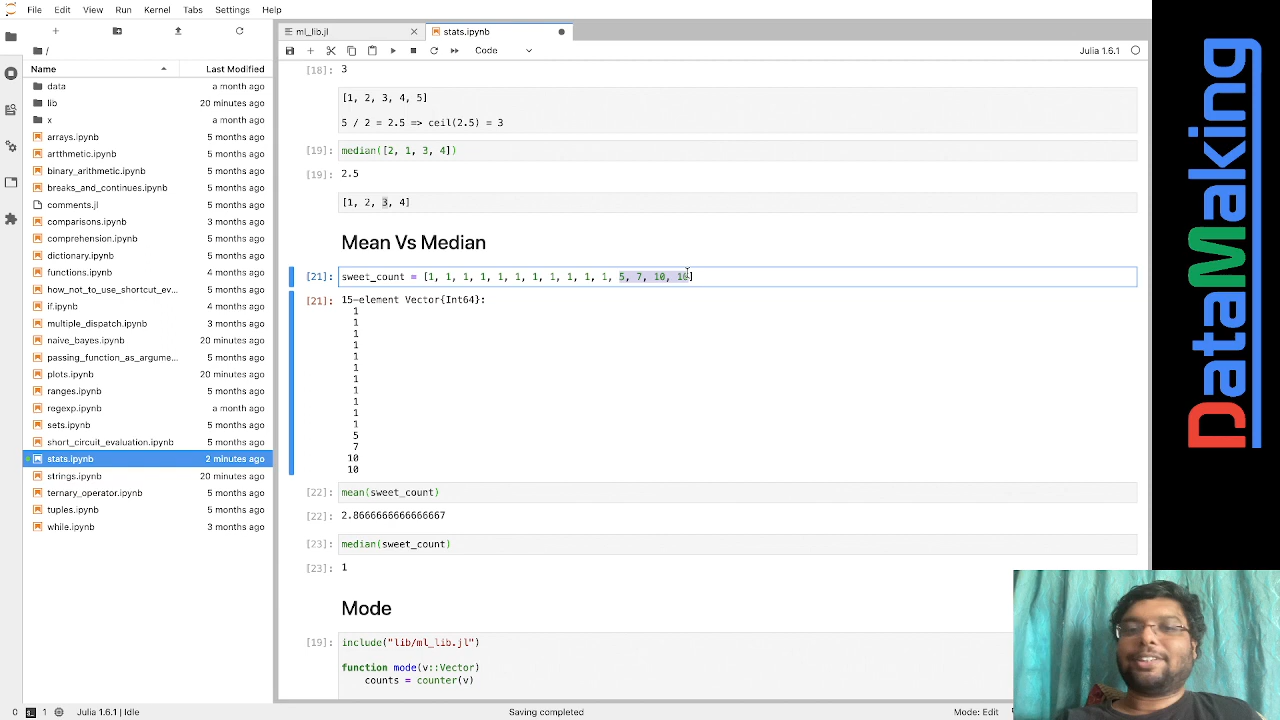 File Edit View Run Kernel Tabs Settings Help
ml_lib.jl
stats.ipynb
Code
Julia 1.6.1
/
Name Last Modified
data a month ago
lib 20 minutes ago
x a month ago
arrays.ipynb 5 months ago
artthmetic.ipynb 5 months ago
binary_arithmetic.ipynb 5 months ago
breaks_and_continues.ipynb 5 months ago
comments.jl 5 months ago
comparisons.ipynb 3 months ago
comprehension.ipynb 5 months ago
dictionary.ipynb 5 months ago
functions.ipynb 4 months ago
how_not_to_use_shortcut_ev... 5 months ago
if.ipynb 4 months ago
multiple_dispatch.ipynb 5 months ago
naive_bayes.ipynb 20 minutes ago
passing_function_as_argume... 5 months ago
plots.ipynb 20 minutes ago
ranges.ipynb 5 months ago
regexp.ipynb a month ago
sets.ipynb 5 months ago
short_circuit_evaluation.ipynb 5 months ago
stats.ipynb 2 minutes ago
strings.ipynb 20 minutes ago
ternary_operator.ipynb 5 months ago
tuples.ipynb 5 months ago
while.ipynb 3 months ago
[18]: 3
[1, 2, 3, 4, 5]
5 / 2 = 2.5 => ceil(2.5) = 3
[19]: median([2, 1, 3, 4])
[19]: 2.5
[1, 2, 3, 4]
Mean Vs Median
[21]: sweet_count = [1, 1, 1, 1, 1, 1, 1, 1, 1, 1, 1, 5, 7, 10, 10]
[21]: 15-element Vector{Int64}:
1
1
1
1
1
1
1
1
1
1
1
5
7
10
10
[22]: mean(sweet_count)
[22]: 2.8666666666666667
[23]: median(sweet_count)
[23]: 1
Mode
[19]: include("lib/ml_lib.jl")
function mode(v::Vector)
counts = counter(v)
0 1 Julia 1.6.1 | Idle
Saving completed
Mode: Edit
DataMaking